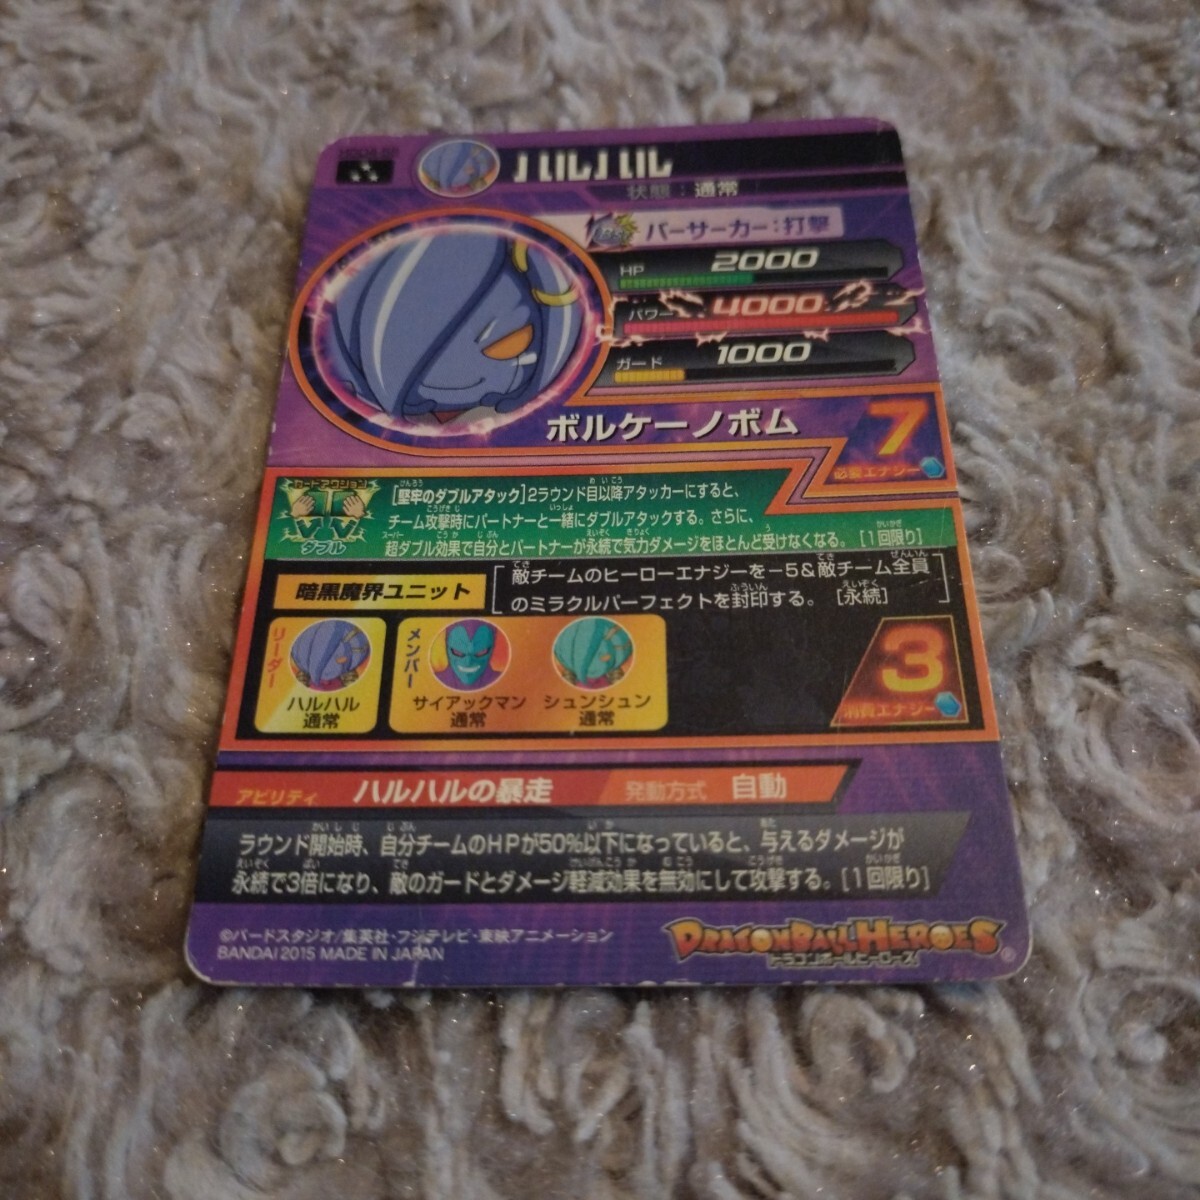 ハルハル
状態：通常
バーサーカー：打撃
HP 2000
パワー 4000
ガード 1000
ボルケーノボム
7
必要エナジー
カードアクション
ダブル
[堅牢のダブルアタック]2ラウンド目以降アタッカーにすると、
チーム攻撃時にパートナーと一緒にダブルアタックする。さらに、
超ダブル効果で自分とパートナーが永続で気力ダメージをほとんど受けなくなる。[1回限り]
暗黒魔界ユニット
敵チームのヒーローエナジーを−5&敵チーム全員
のミラクルパーフェクトを封印する。[永続]
リーダー
ハルハル
通常
メンバー
サイアックマン
通常
シュンシュン
通常
3
消費エナジー
アビリティ ハルハルの暴走 発動方式 自動
ラウンド開始時、自分チームのHPが50%以下になっていると、与えるダメージが
永続で3倍になり、敵のガードとダメージ軽減効果を無効にして攻撃する。[1回限り]
©バードスタジオ/集英社・フジテレビ・東映アニメーション
BANDAI 2015 MADE IN JAPAN
DRAGONBALL HEROES
ドラゴンボールヒーローズ
®